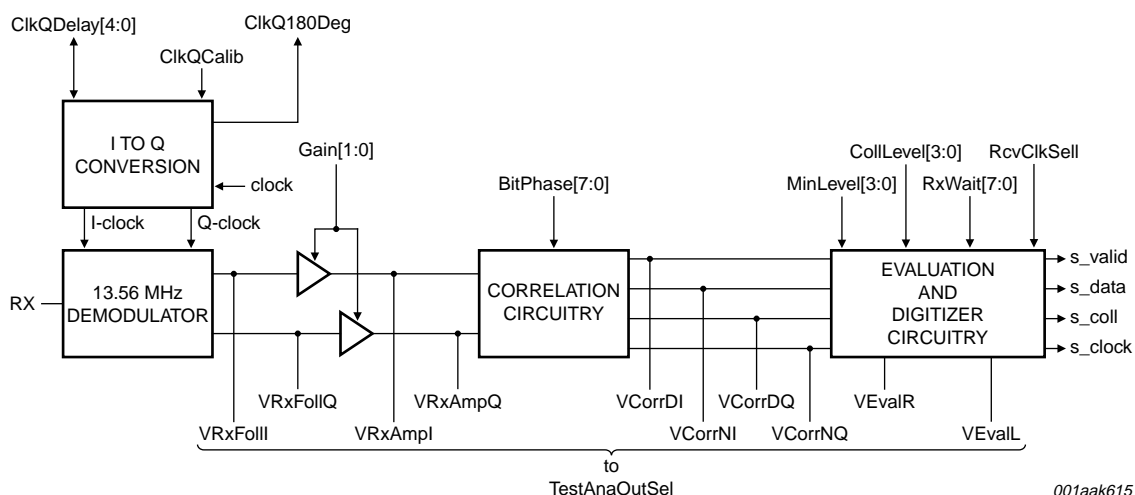 ClkQDelay[4:0]
ClkQ180Deg
ClkQCalib
I TO Q
CONVERSION
clock
Gain[1:0]
BitPhase[7:0]
CollLevel[3:0]
RcvClkSelI
MinLevel[3:0]
RxWait[7:0]
I-clock
Q-clock
RX
13.56 MHz
DEMODULATOR
CORRELATION
CIRCUITRY
EVALUATION
AND
DIGITIZER
CIRCUITRY
s_valid
s_data
s_coll
s_clock
VRxFollQ
VRxAmpQ
VCorrDI
VCorrDQ
VEvalR
VRxFollI
VRxAmpI
VCorrNI
VCorrNQ
VEvalL
to
TestAnaOutSel
001aak615